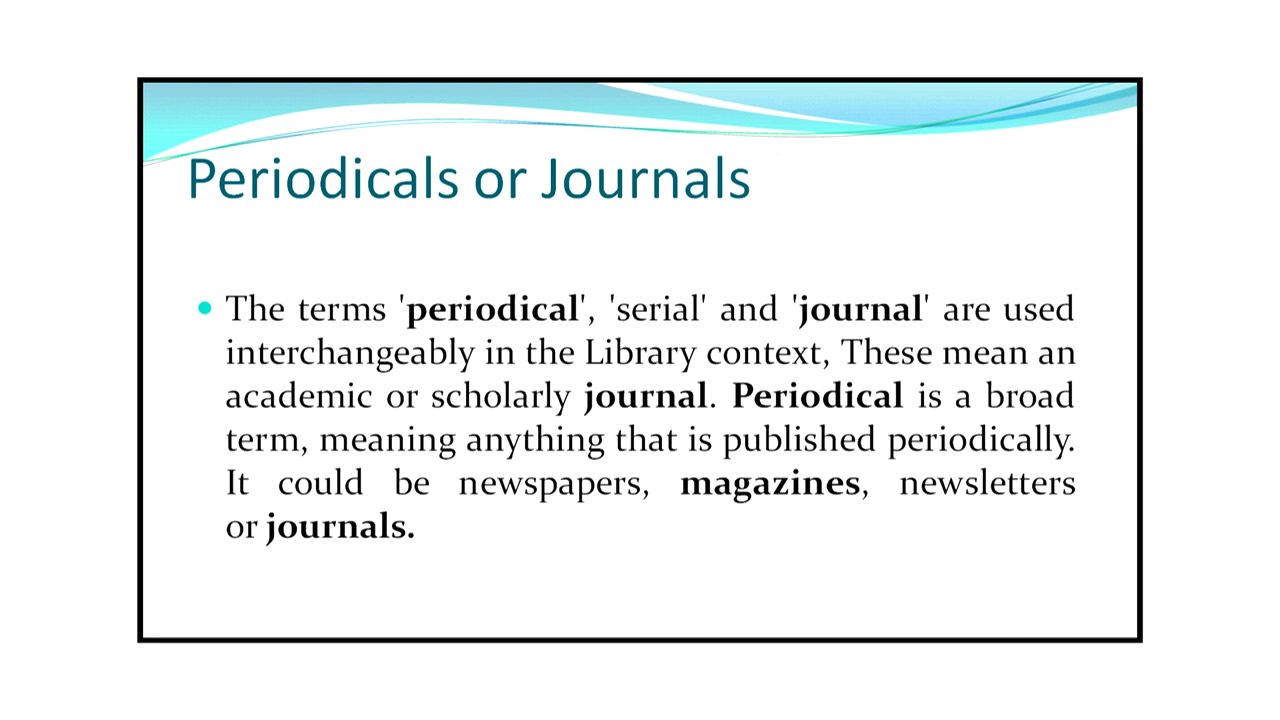 Periodicals or Journals
The terms 'periodical', 'serial' and 'journal' are used
interchangeably in the Library context, These mean an
academic or scholarly journal. Periodical is a broad
term, meaning anything that is published periodically.
It could be newspapers, magazines, newsletters
or journals.